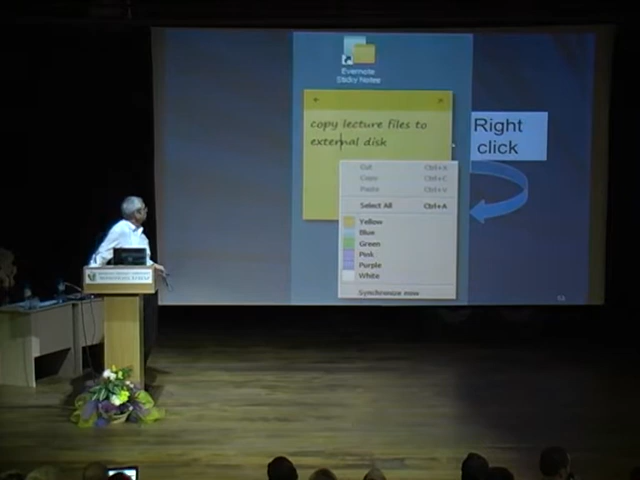 Evernote
Sticky Notes
copy lecture files to
external disk
Right
click
Cut Ctrl+X
Copy Ctrl+C
Paste Ctrl+V
Select All Ctrl+A
Yellow
Blue
Green
Pink
Purple
White
Synchronize now